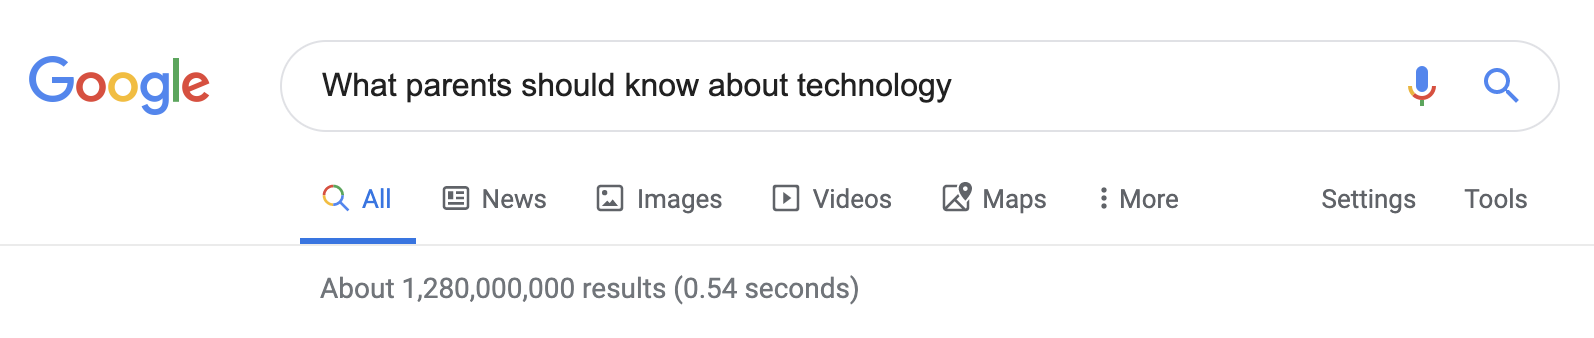 Google What parents should know about technology
All News Images Videos Maps More Settings Tools
About 1,280,000,000 results (0.54 seconds)